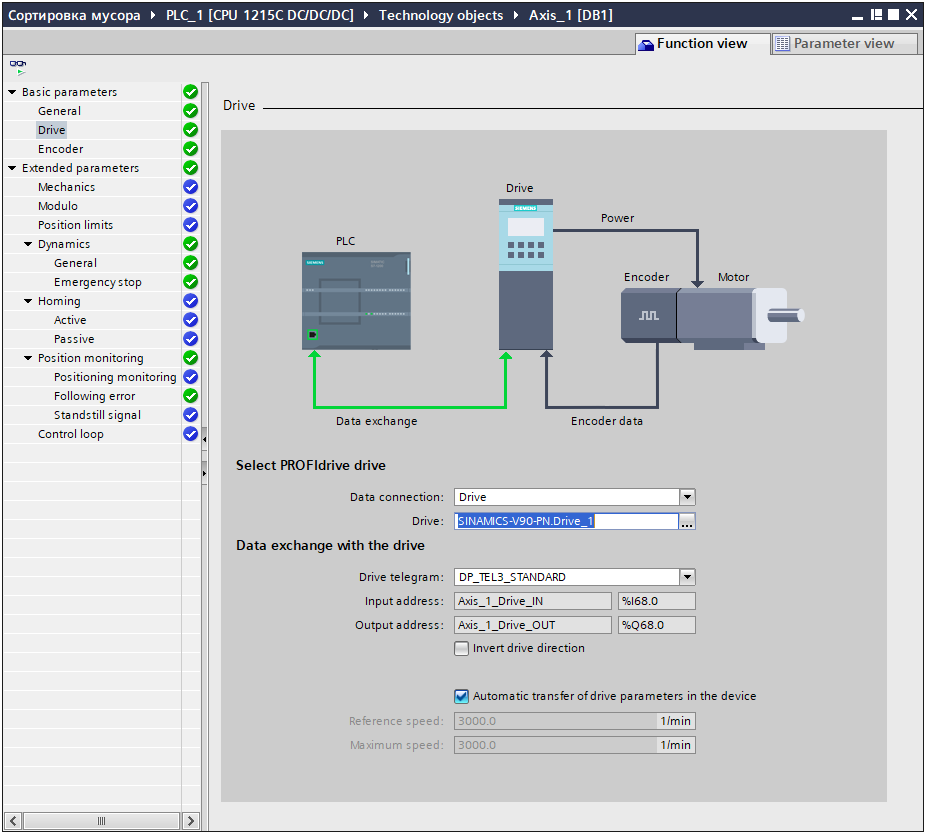 Сортировка мусора PLC_1 [CPU 1215C DC/DC/DC] Technology objects Axis_1 [DB1]
Function view Parameter view
Basic parameters
General
Drive
Encoder
Extended parameters
Mechanics
Modulo
Position limits
Dynamics
General
Emergency stop
Homing
Active
Passive
Position monitoring
Positioning monitoring
Following error
Standstill signal
Control loop
Drive
Drive
Power
PLC
Encoder Motor
SIEMENS
SIEMENS
Data exchange
Encoder data
Select PROFIdrive drive
Data connection: Drive
Drive: SINAMICS-V90-PN.Drive_1 ...
Data exchange with the drive
Drive telegram: DP_TEL3_STANDARD
Input address: Axis_1_Drive_IN %I68.0
Output address: Axis_1_Drive_OUT %Q68.0
Invert drive direction
Automatic transfer of drive parameters in the device
Reference speed: 3000.0 1/min
Maximum speed: 3000.0 1/min